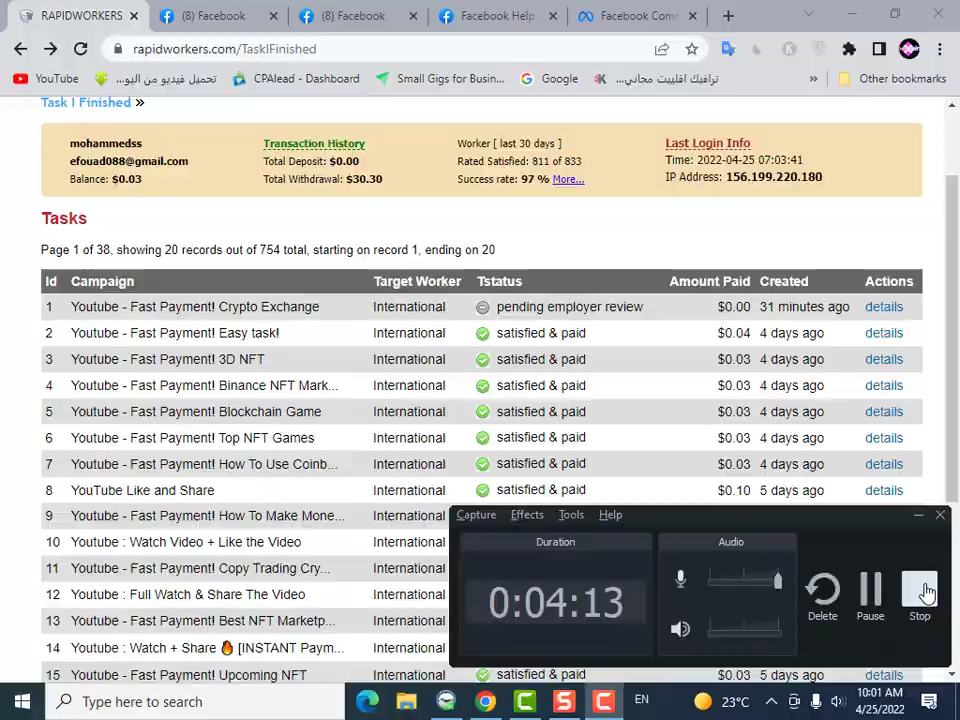 RAPIDWORKERS
(8) Facebook
(8) Facebook
Facebook Help
Facebook Com
rapidworkers.com/TaskIFinished
YouTube
تحميل فيديو من اليو...
CPAlead - Dashboard
Small Gigs for Busin...
Google
ترافيك افلييت مجاني...
»
Other bookmarks
Task I Finished »
mohammedss
efouad088@gmail.com
Balance: $0.03
Transaction History
Total Deposit: $0.00
Total Withdrawal: $30.30
Worker [ last 30 days ]
Rated Satisfied: 811 of 833
Success rate: 97 % More...
Last Login Info
Time: 2022-04-25 07:03:41
IP Address: 156.199.220.180
Tasks
Page 1 of 38, showing 20 records out of 754 total, starting on record 1, ending on 20
Id Campaign Target Worker Tstatus Amount Paid Created Actions
1 Youtube - Fast Payment! Crypto Exchange International pending employer review $0.00 31 minutes ago details
2 Youtube - Fast Payment! Easy task! International satisfied & paid $0.04 4 days ago details
3 Youtube - Fast Payment! 3D NFT International satisfied & paid $0.03 4 days ago details
4 Youtube - Fast Payment! Binance NFT Mark... International satisfied & paid $0.03 4 days ago details
5 Youtube - Fast Payment! Blockchain Game International satisfied & paid $0.03 4 days ago details
6 Youtube - Fast Payment! Top NFT Games International satisfied & paid $0.03 4 days ago details
7 Youtube - Fast Payment! How To Use Coinb... International satisfied & paid $0.03 4 days ago details
8 YouTube Like and Share International satisfied & paid $0.10 5 days ago details
9 Youtube - Fast Payment! How To Make Mone... International
10 Youtube : Watch Video + Like the Video International
11 Youtube - Fast Payment! Copy Trading Cry... International
12 Youtube : Full Watch & Share The Video International
13 Youtube - Fast Payment! Best NFT Marketp... International
14 Youtube : Watch + Share 🔥 [INSTANT Paym... International
15 Youtube - Fast Payment! Upcoming NFT International satisfied & paid $0.03 5 days ago details
Capture Effects Tools Help
Duration
0:04:13
Audio
Delete
Pause
Stop
Type here to search
EN
23°C
10:01 AM
4/25/2022